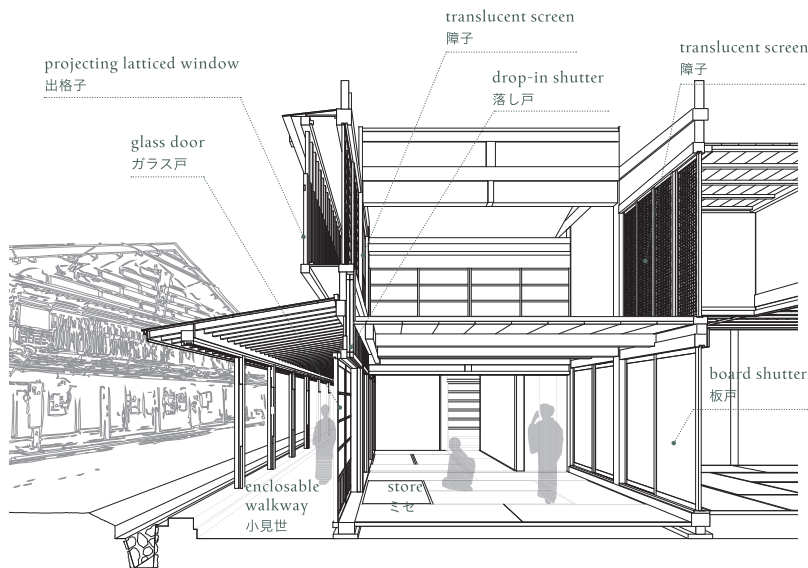 translucent screen
障子
translucent screen
障子
projecting latticed window
出格子
drop-in shutter
落し戸
glass door
ガラス戸
board shutter
板戸
enclosable
walkway
小見世
store
ミセ